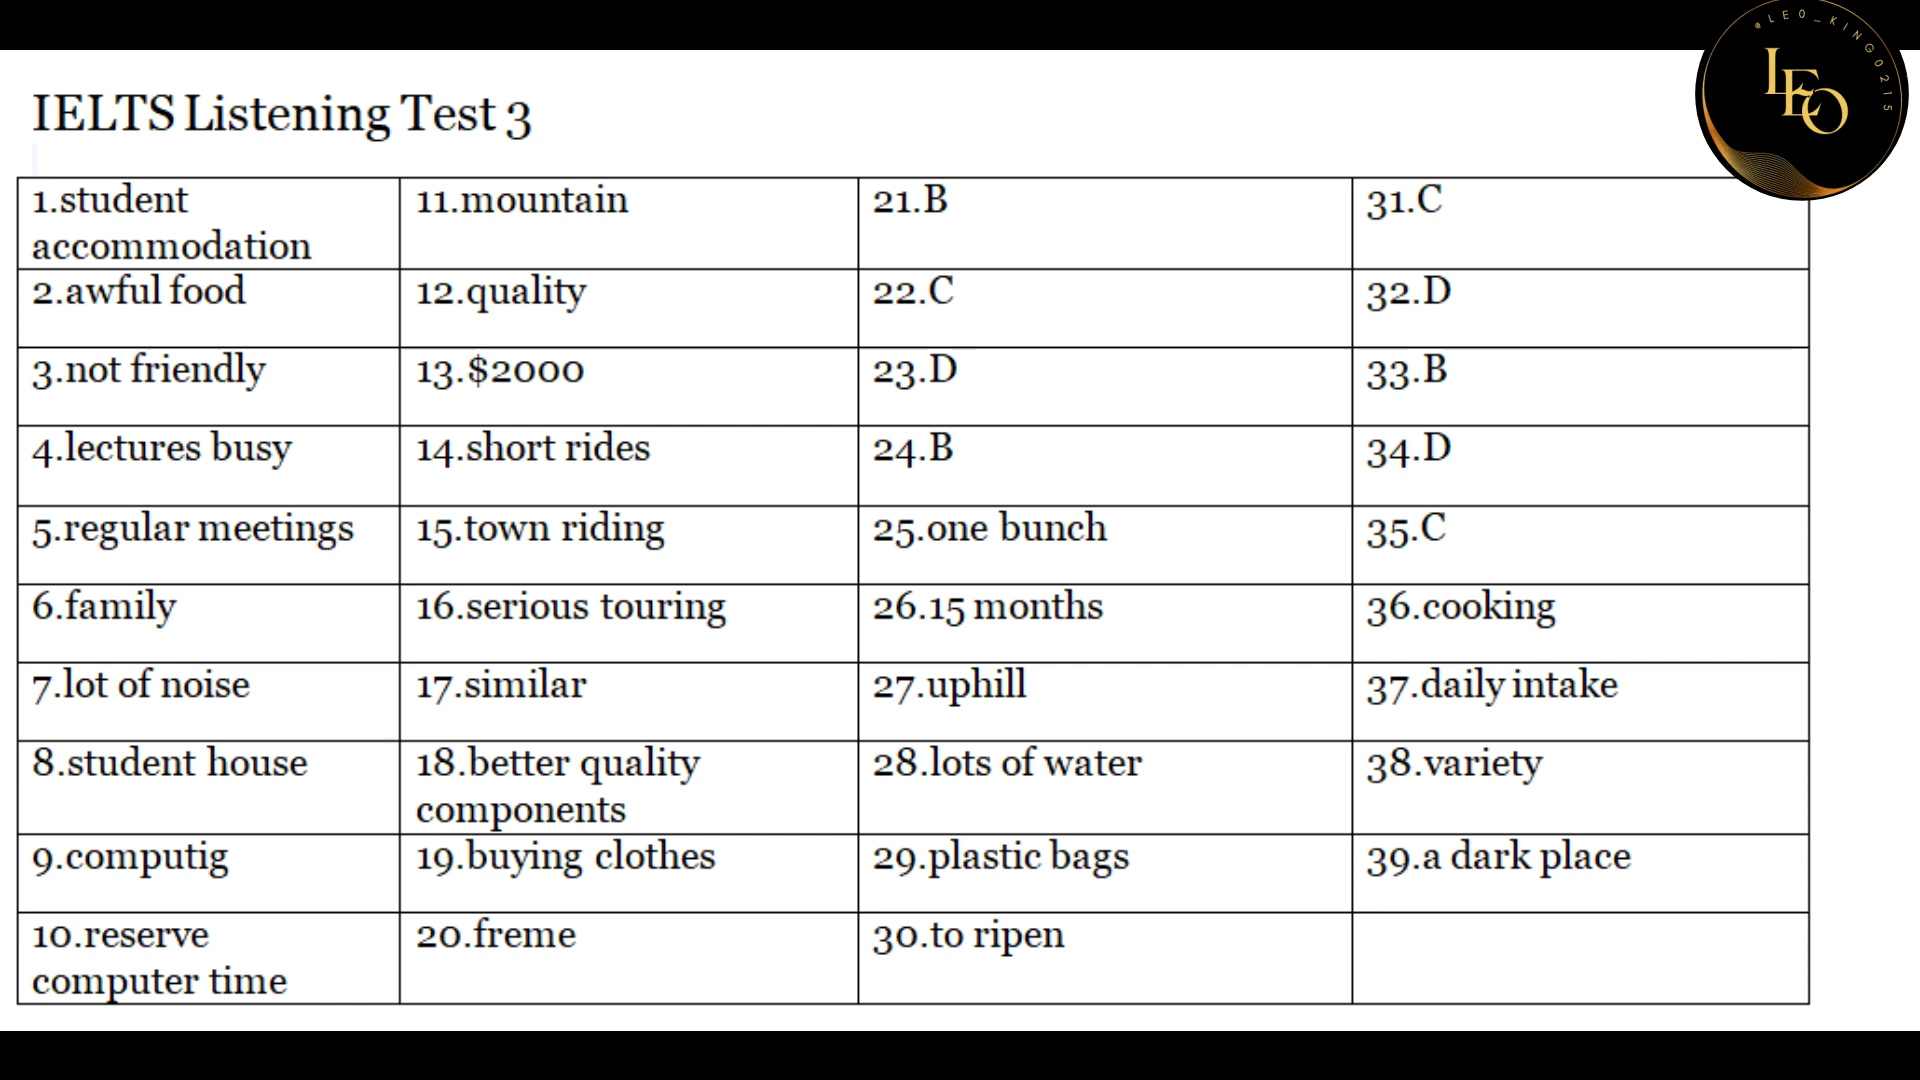 @LEO_KING0215
LEO
IELTS Listening Test 3
1.student
accommodation
11.mountain
21.B
31.C
2.awful food
12.quality
22.C
32.D
3.not friendly
13.$2000
23.D
33.B
4.lectures busy
14.short rides
24.B
34.D
5.regular meetings
15.town riding
25.one bunch
35.C
6.family
16.serious touring
26.15 months
36.cooking
7.lot of noise
17.similar
27.uphill
37.daily intake
8.student house
18.better quality
components
28.lots of water
38.variety
9.computig
19.buying clothes
29.plastic bags
39.a dark place
10.reserve
computer time
20.freme
30.to ripen